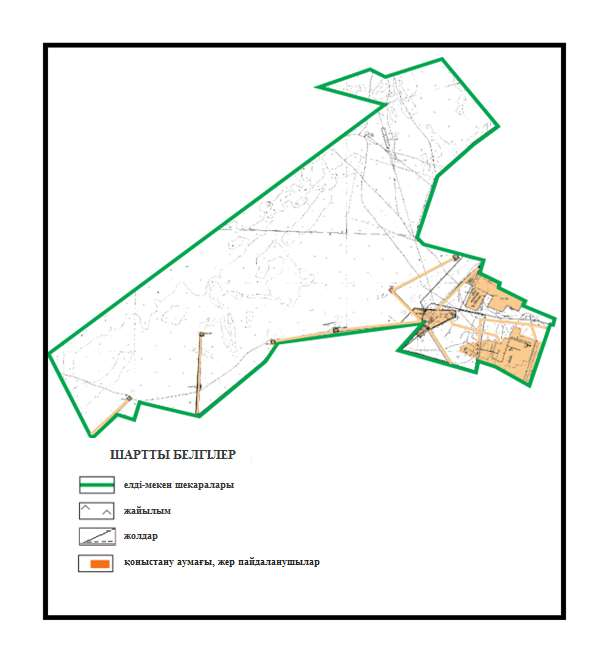 ШАРТТЫ БЕЛГІЛЕР
елді-мекен шекаралары
жайылым
жолдар
қоныстану аумағы, жер пайдаланушылар